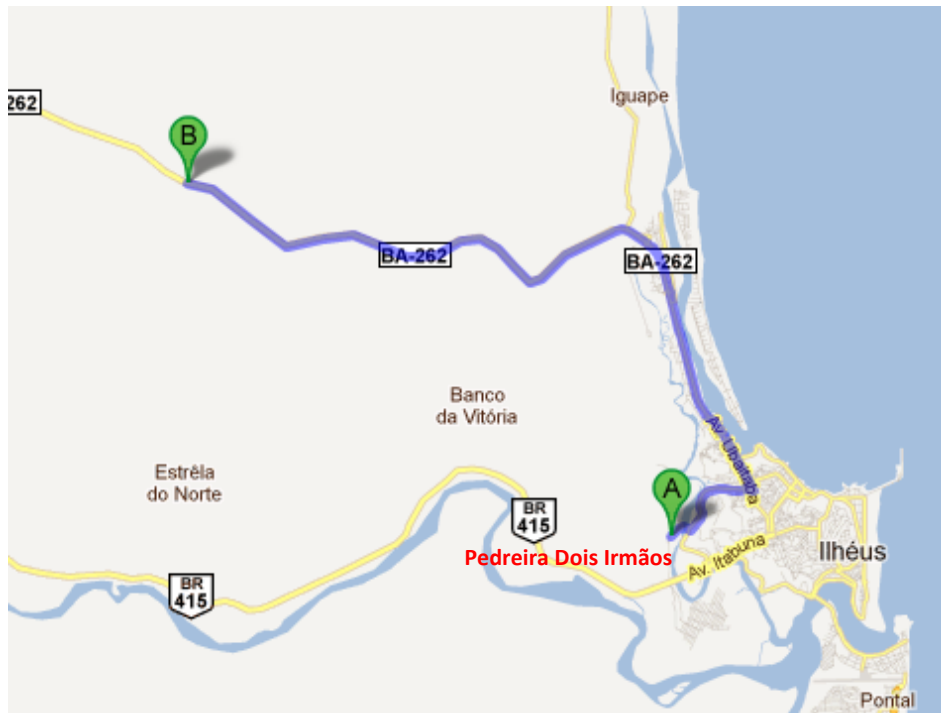 262
Iguape
B
BA-262
BA-262
Banco
da Vitória
Av. Ubaitaba
Estrêla
do Norte
A
BR
415
Pedreira Dois Irmãos
Ilhéus
Av. Itabuna
BR
415
Pontal